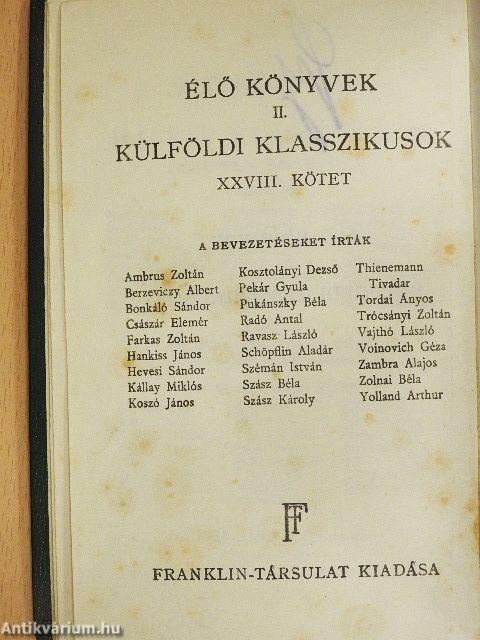 ÉLŐ KÖNYVEK
II.
KÜLFÖLDI KLASSZIKUSOK
XXVIII. KÖTET
A BEVEZETÉSEKET ÍRTÁK
Ambrus Zoltán
Berzeviczy Albert
Bonkáló Sándor
Császár Elemér
Farkas Zoltán
Hankiss János
Hevesi Sándor
Kállay Miklós
Koszó János
Kosztolányi Dezső
Pekár Gyula
Pukánszky Béla
Radó Antal
Ravasz László
Schöpflin Aladár
Szémán István
Szász Béla
Szász Károly
Thienemann
Tivadar
Tordai Ányos
Trócsányi Zoltán
Vajthó László
Voinovich Géza
Zambra Alajos
Zolnai Béla
Yolland Arthur
FT
FRANKLIN-TÁRSULAT KIADÁSA
Antikvárium.hu